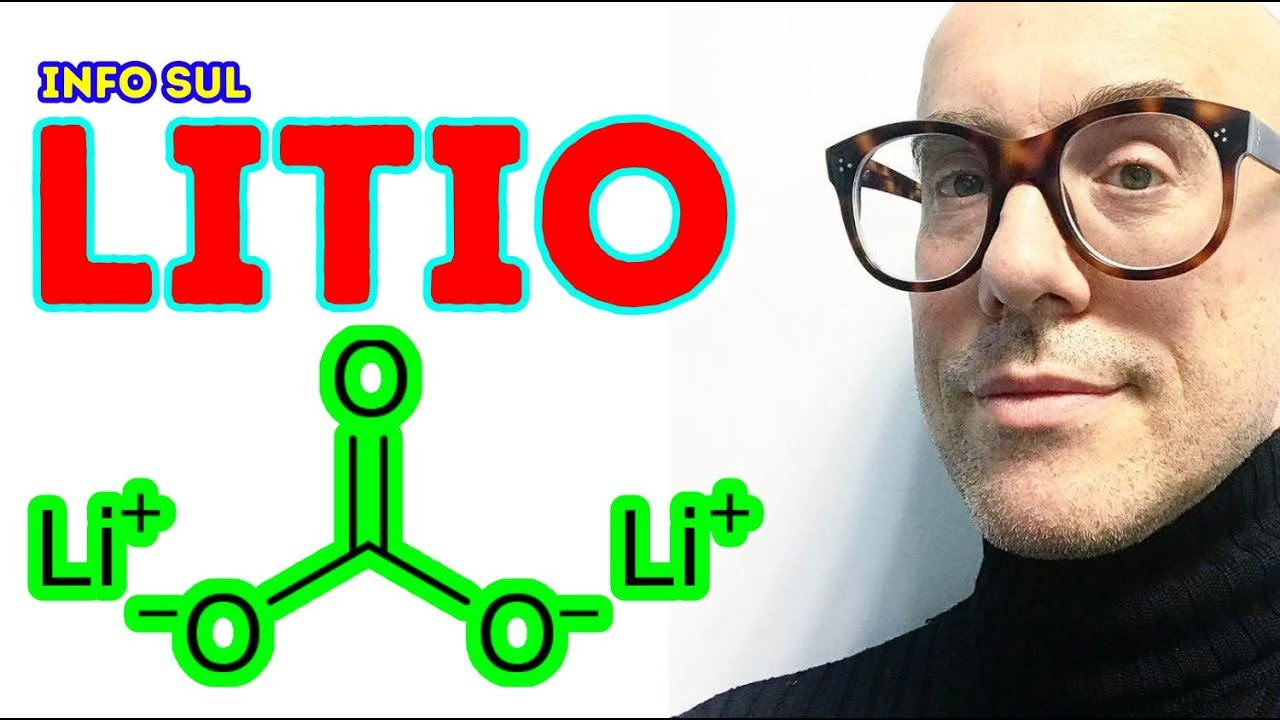 INFO SUL
LITIO
O
Li+ Li+
−O O−